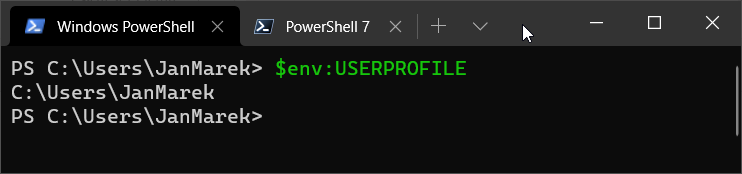 Windows PowerShell
PowerShell 7
PS C:\Users\JanMarek> $env:USERPROFILE
C:\Users\JanMarek
PS C:\Users\JanMarek>